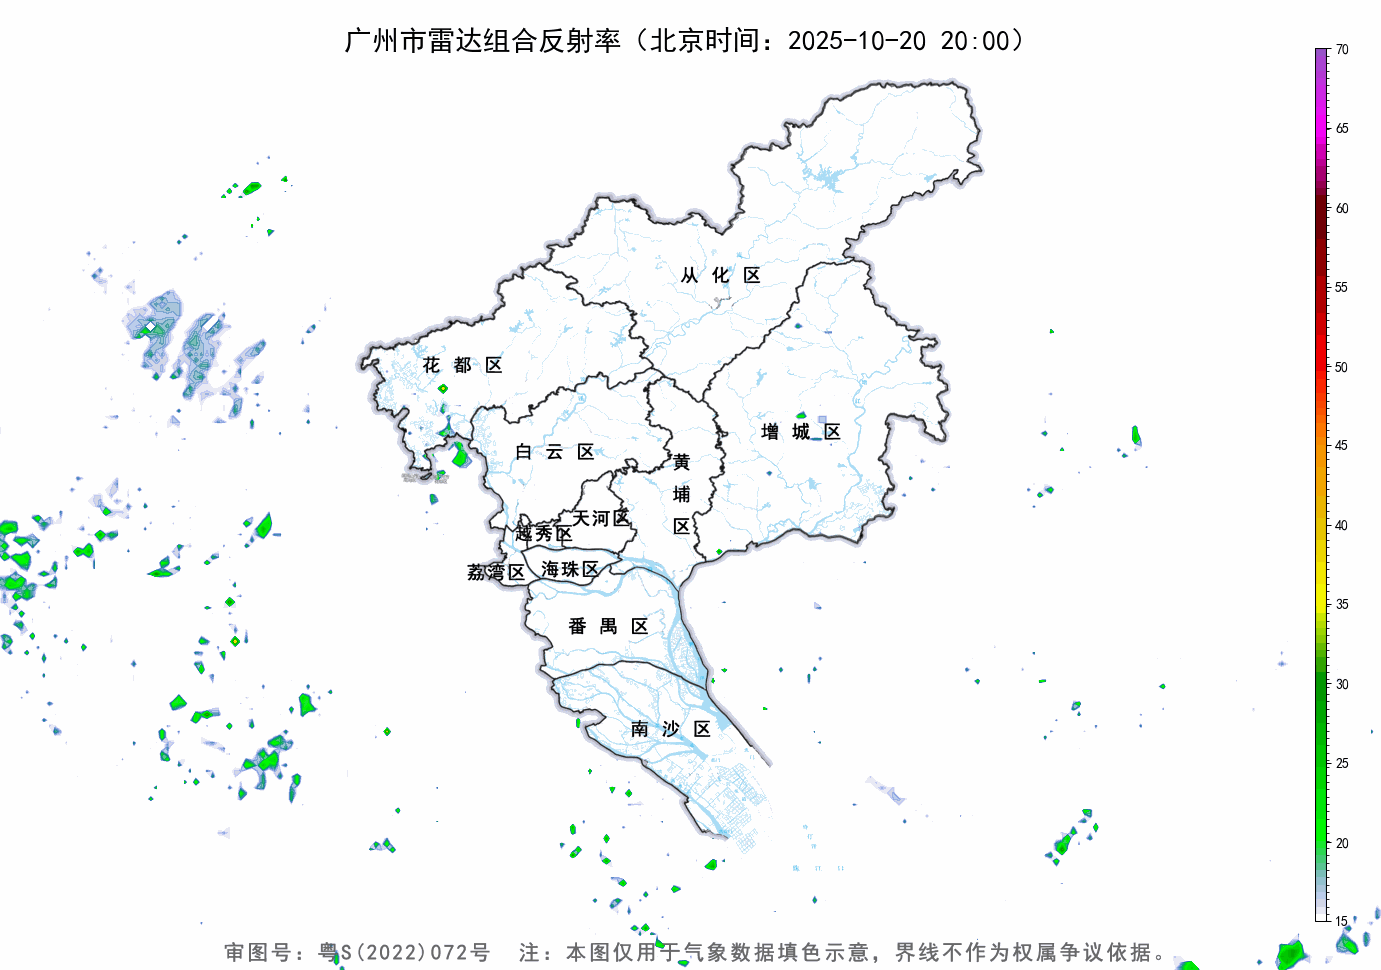 广州市雷达组合反射率（北京时间：2025-10-20 20:00）
70
65
60
55
50
45
40
35
30
25
20
15
从化区
花都区
增城区
白云区
黄埔区
天河区
越秀区
荔湾区
海珠区
番禺区
南沙区
审图号：粤S(2022)072号 注：本图仅用于气象数据填色示意，界线不作为权属争议依据。